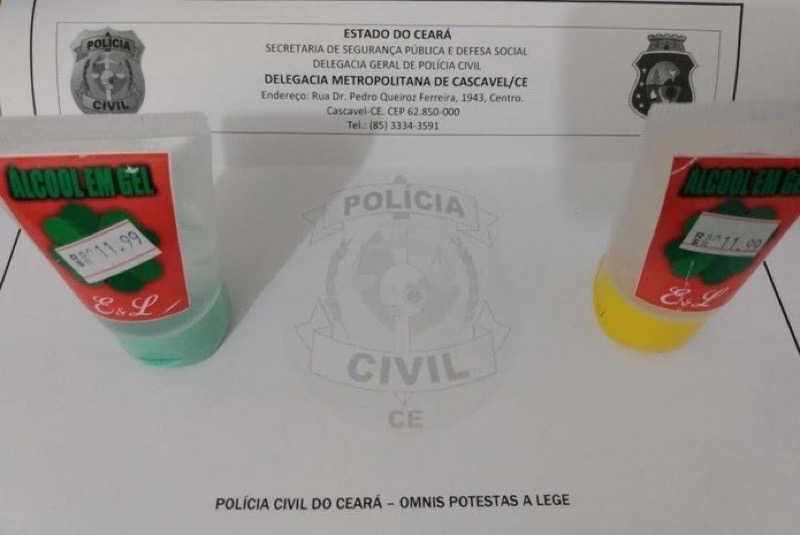 ESTADO DO CEARÁ
SECRETARIA DE SEGURANÇA PÚBLICA E DEFESA SOCIAL
DELEGACIA GERAL DE POLÍCIA CIVIL
DELEGACIA METROPOLITANA DE CASCAVEL/CE
Endereço: Rua Dr. Pedro Queiroz Ferreira, 1943, Centro.
Cascavel-CE. CEP 62.850-000
Tel.: (85) 3334-3591
POLÍCIA
CIVIL
ÁLCOOL EM GEL
11.99
E&L
ÁLCOOL EM GEL
11.99
E&L
POLÍCIA
CIVIL
CE
POLÍCIA CIVIL DO CEARÁ – OMNIS POTESTAS A LEGE